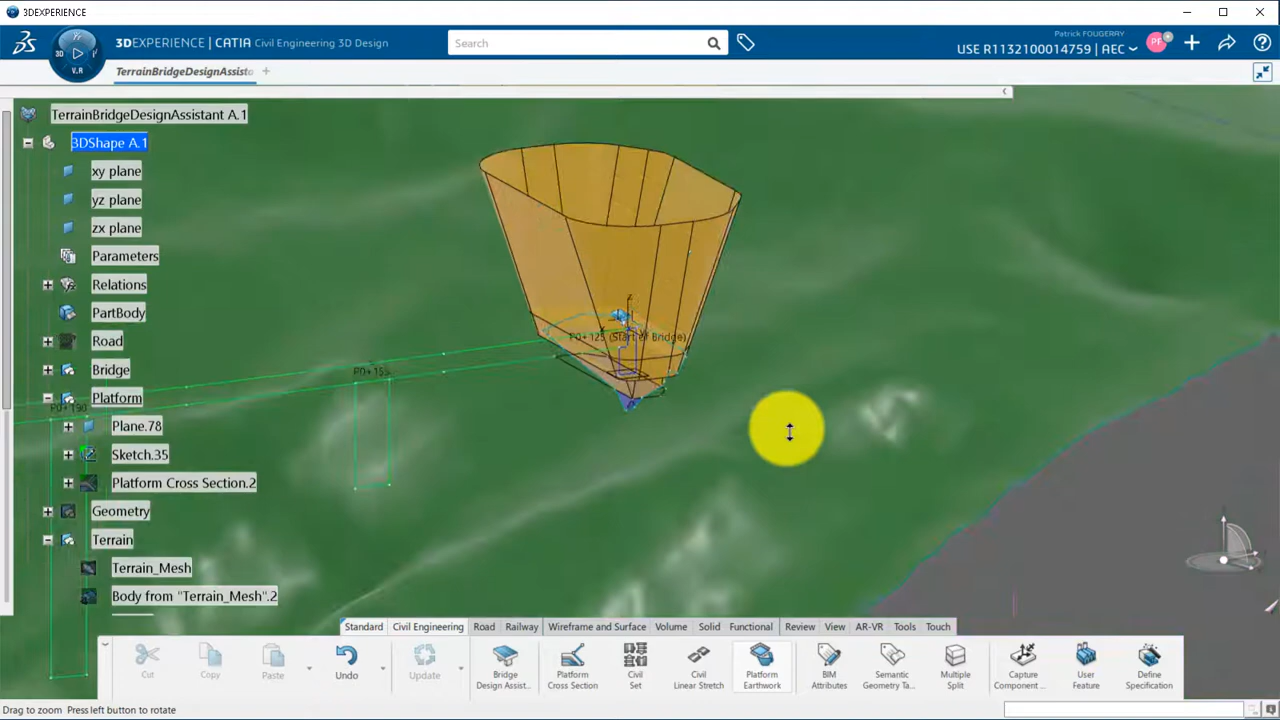 3DEXPERIENCE
3DEXPERIENCE | CATIA Civil Engineering 3D Design
Search
Patrick FOUGERAY
USE R1132100014759 | AEC
PF
3D
V.R
TerrainBridgeDesignAssista
TerrainBridgeDesignAssistant A.1
3DShape A.1
xy plane
yz plane
zx plane
Parameters
Relations
PartBody
Road
Bridge
Platform
Plane.78
Sketch.35
Platform Cross Section.2
Geometry
Terrain
Terrain_Mesh
Body from "Terrain_Mesh".2
P0+125 (Start of Bridge)
P0+155
P0+190
Z
Standard Civil Engineering Road Railway Wireframe and Surface Volume Solid Functional Review View AR-VR Tools Touch
Cut
Copy
Paste
Undo
Update
Bridge Design Assist...
Platform Cross Section
Civil Set
Civil Linear Stretch
Platform Earthwork
BIM Attributes
Semantic Geometry Ta...
Multiple Split
Capture Component ...
User Feature
Define Specification
Drag to zoom Press left button to rotate